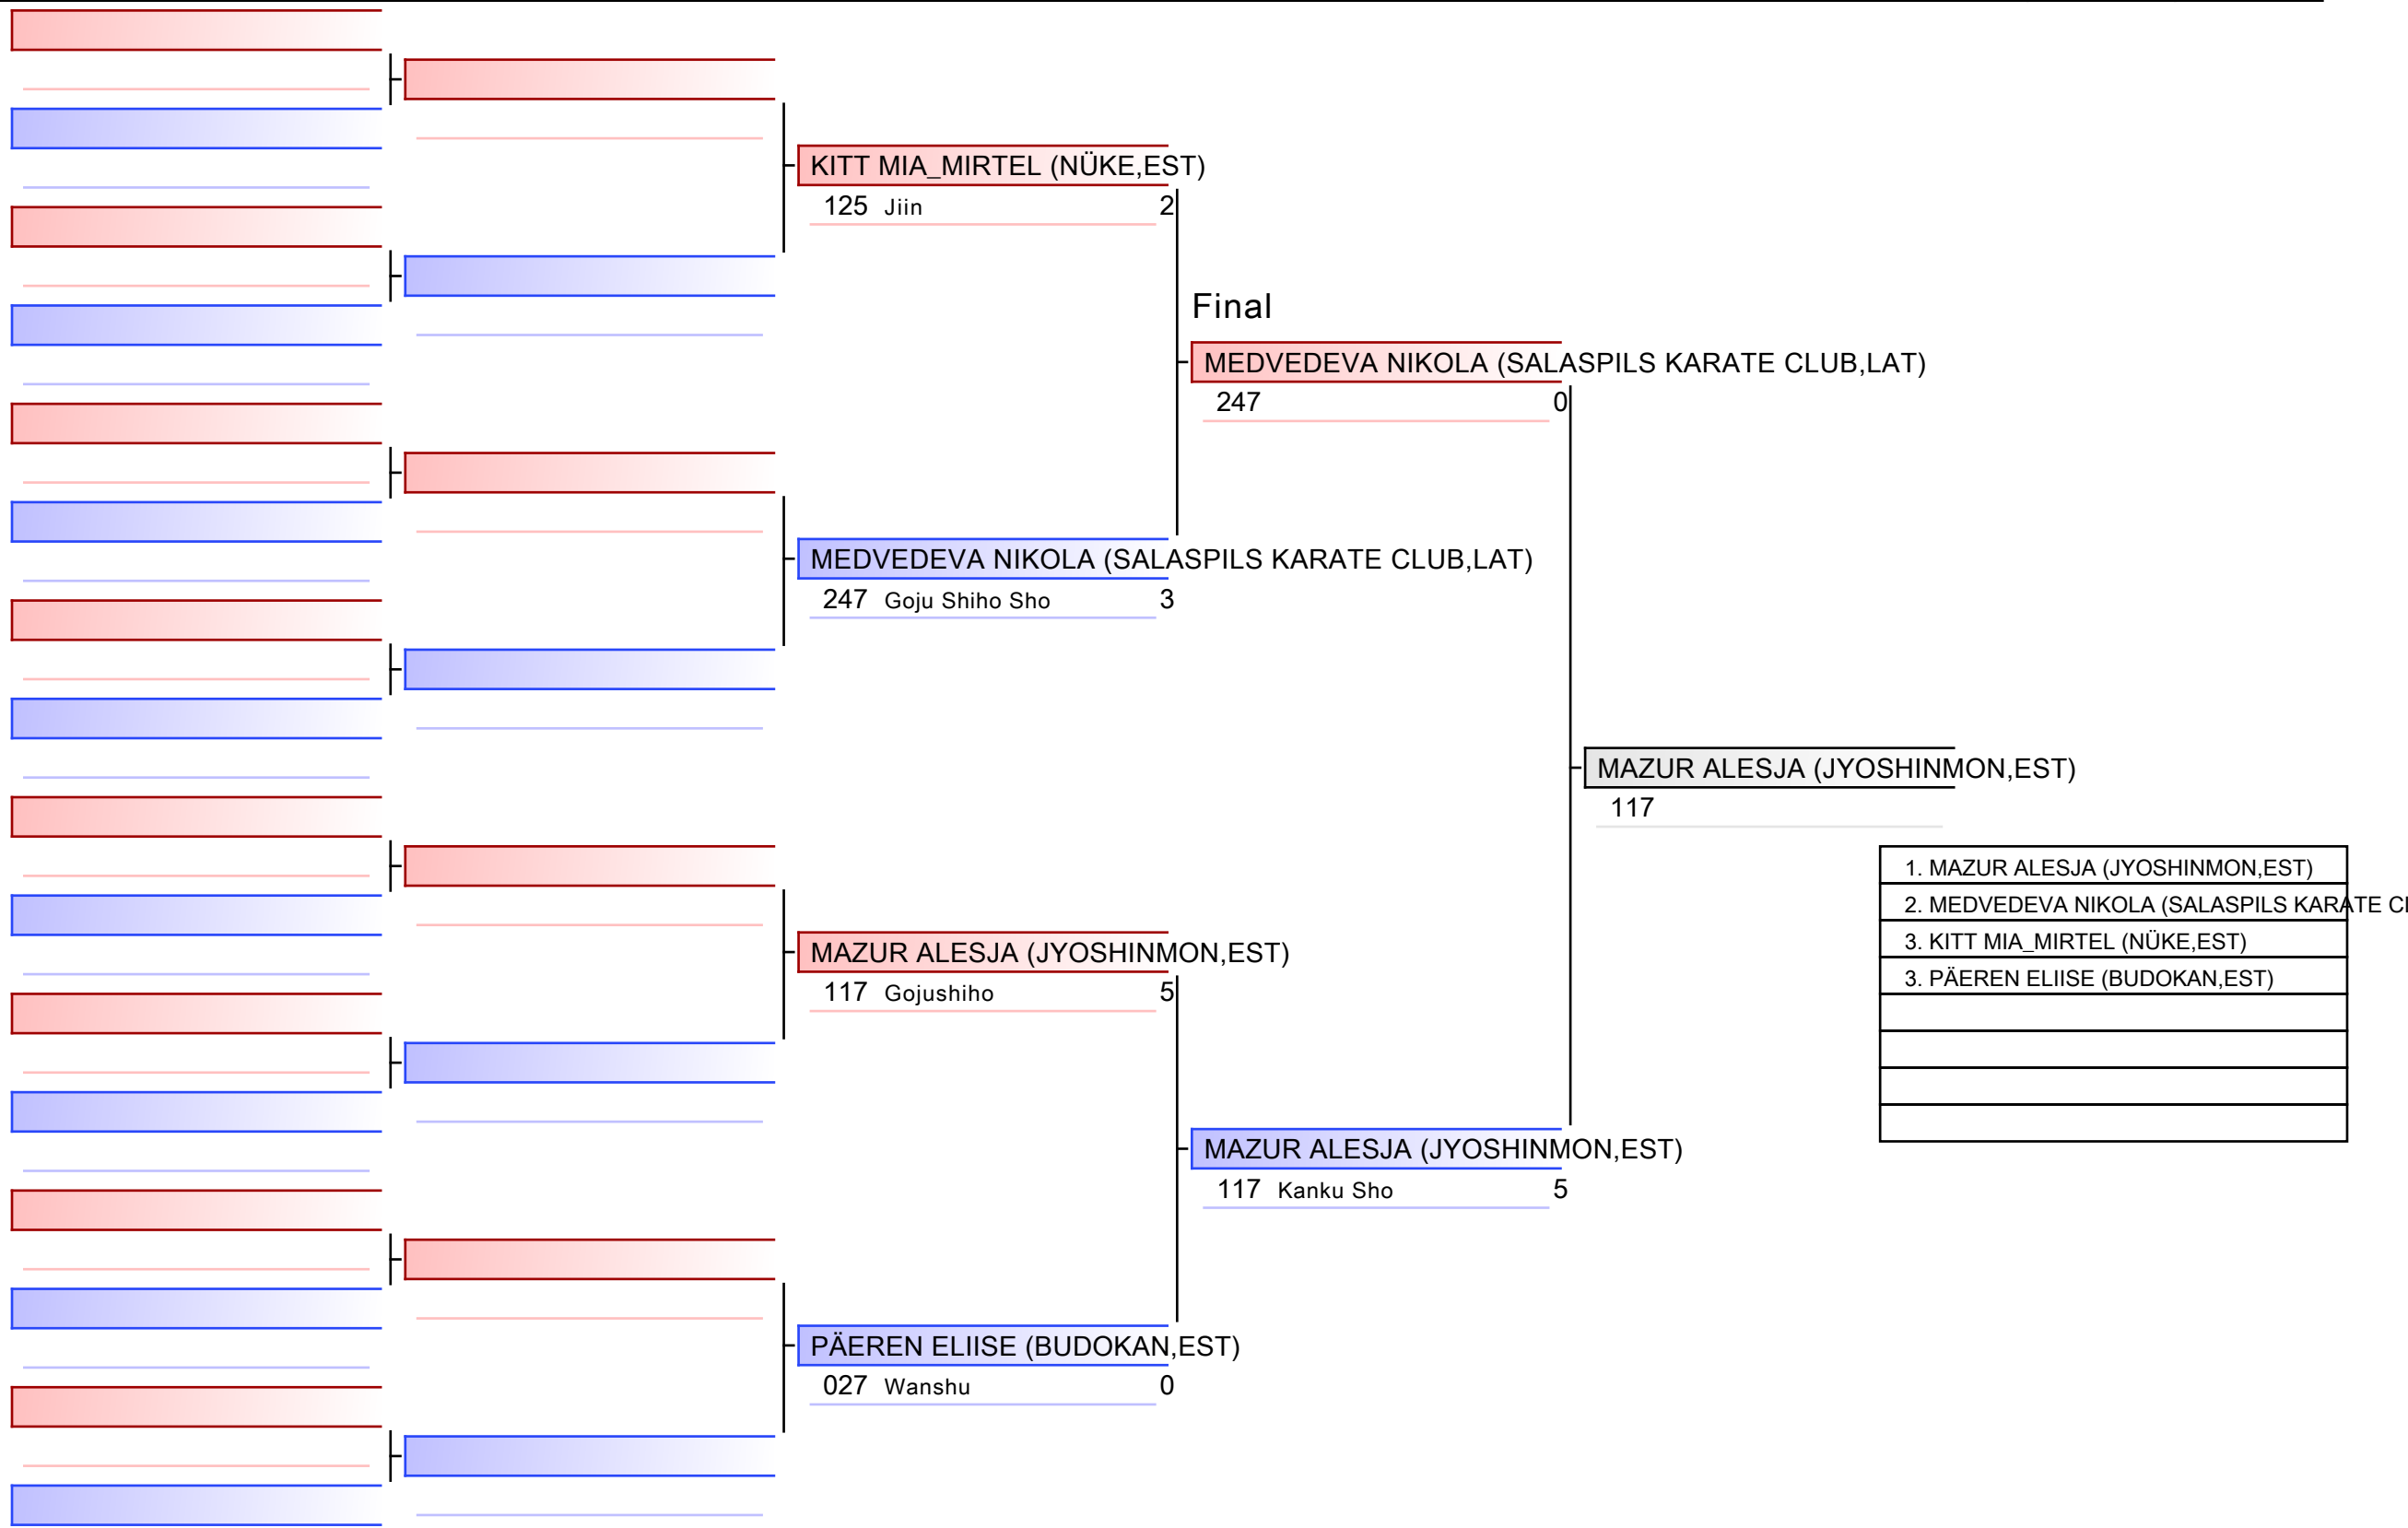 KITT MIA_MIRTEL (NÜKE,EST)
125 Jiin 2
Final
MEDVEDEVA NIKOLA (SALASPILS KARATE CLUB,LAT)
247 0
MEDVEDEVA NIKOLA (SALASPILS KARATE CLUB,LAT)
247 Goju Shiho Sho 3
MAZUR ALESJA (JYOSHINMON,EST)
117
1. MAZUR ALESJA (JYOSHINMON,EST)
2. MEDVEDEVA NIKOLA (SALASPILS KARATE
3. KITT MIA_MIRTEL (NÜKE,EST)
3. PÄEREN ELIISE (BUDOKAN,EST)
MAZUR ALESJA (JYOSHINMON,EST)
117 Gojushiho 5
MAZUR ALESJA (JYOSHINMON,EST)
117 Kanku Sho 5
PÄEREN ELIISE (BUDOKAN,EST)
027 Wanshu 0